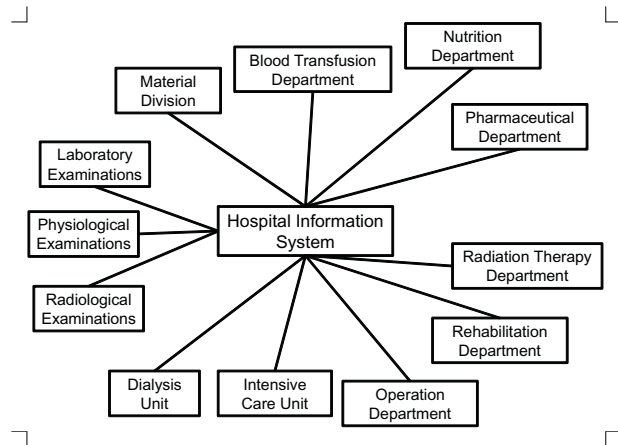 Nutrition
Department
Blood Transfusion
Department
Material
Division
Pharmaceutical
Department
Laboratory
Examinations
Hospital Information
System
Physiological
Examinations
Radiation Therapy
Department
Radiological
Examinations
Rehabilitation
Department
Dialysis
Unit
Intensive
Care Unit
Operation
Department